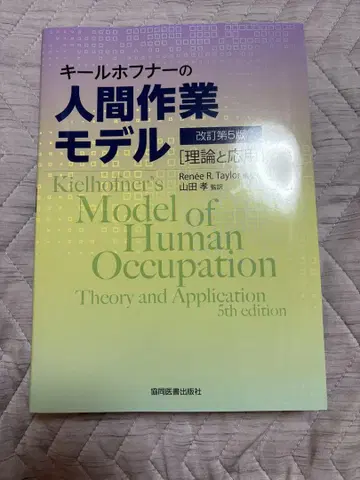 キールホフナーの
人間作業
モデル
改訂第5版
[理論と応用
Renée R. Taylor
山田 孝 監訳
Kielhofner's
Model of
Human
Occupation
Theory and Application
5th edition
協同医書出版社